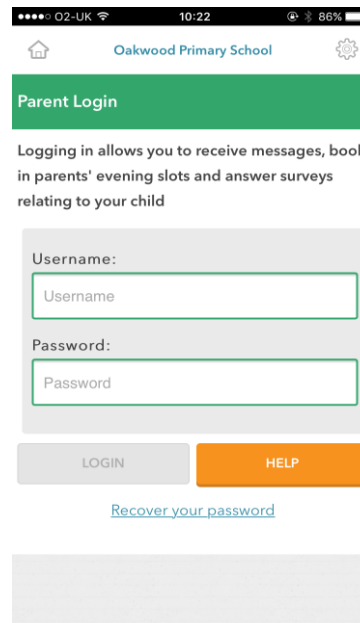 O2-UK 10:22 86%
Oakwood Primary School
Parent Login
Logging in allows you to receive messages, book
in parents' evening slots and answer surveys
relating to your child
Username:
Username
Password:
Password
LOGIN HELP
Recover your password